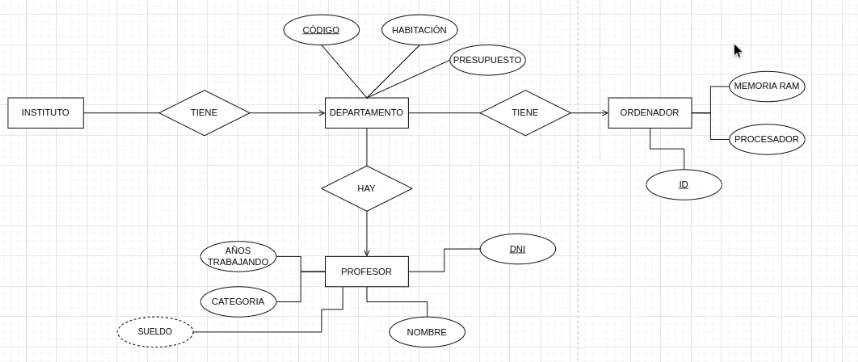 CÓDIGO
HABITACIÓN
PRESUPUESTO
INSTITUTO
TIENE
DEPARTAMENTO
TIENE
ORDENADOR
MEMORIA RAM
PROCESADOR
ID
HAY
AÑOS
TRABAJANDO
PROFESOR
DNI
CATEGORIA
SUELDO
NOMBRE